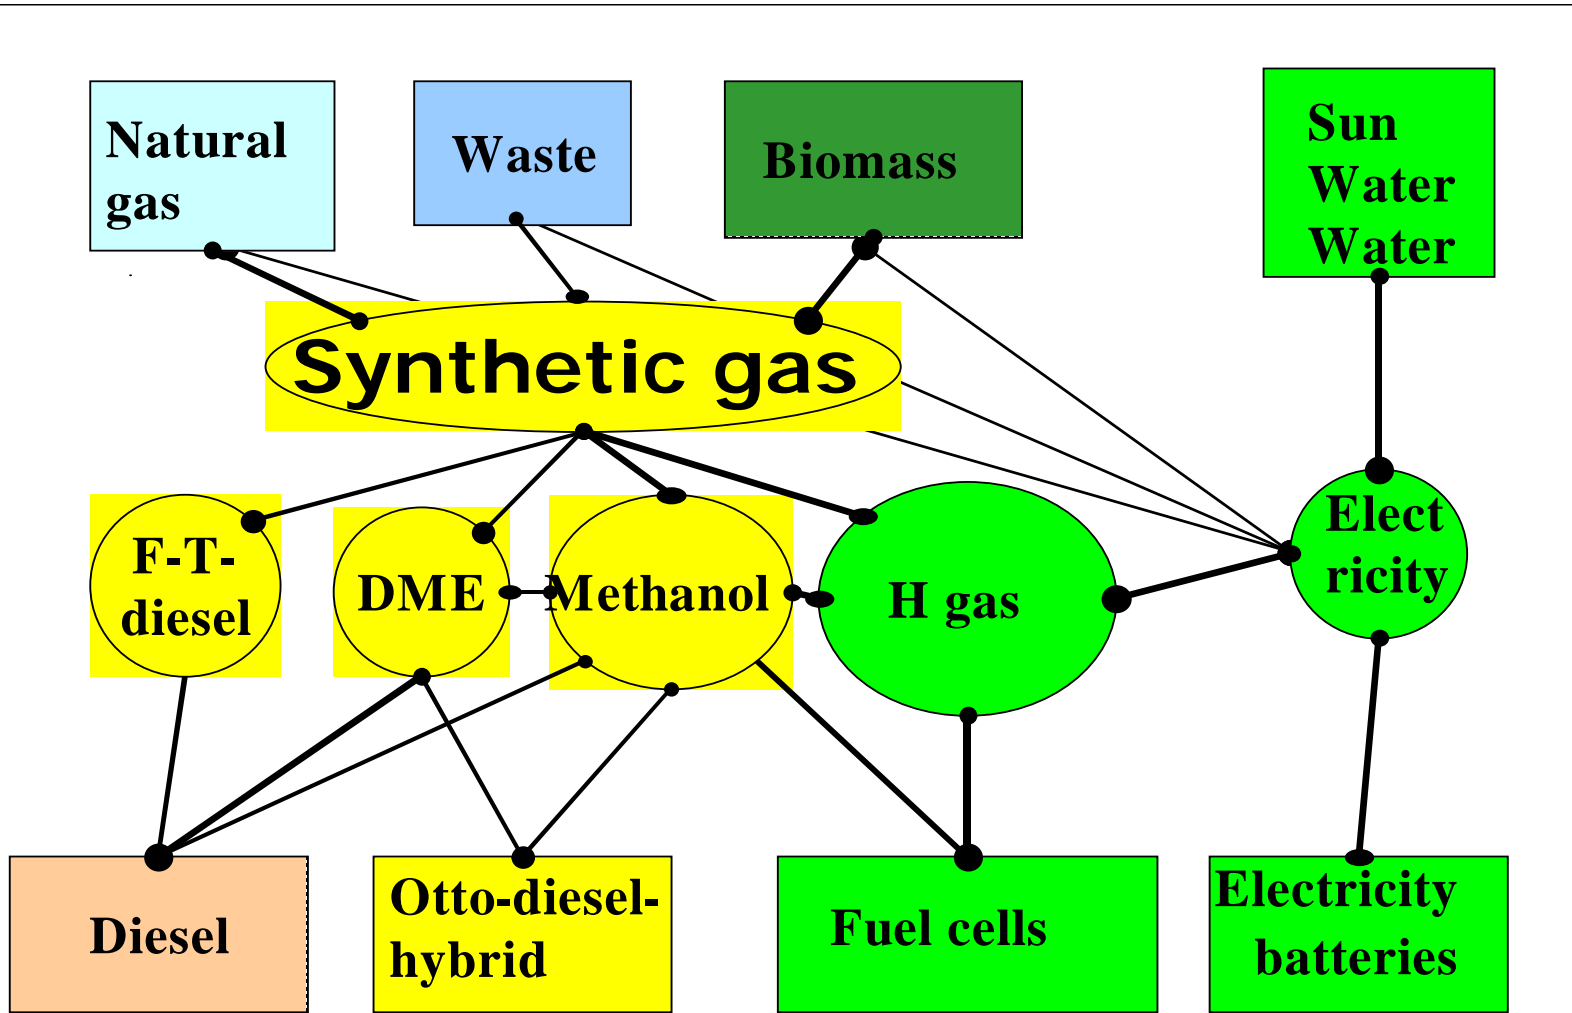 Natural
gas
Waste
Biomass
Sun
Water
Water
Synthetic gas
F-T-
diesel
DME
Methanol
H gas
Elect
ricity
Diesel
Otto-diesel-
hybrid
Fuel cells
Electricity
batteries